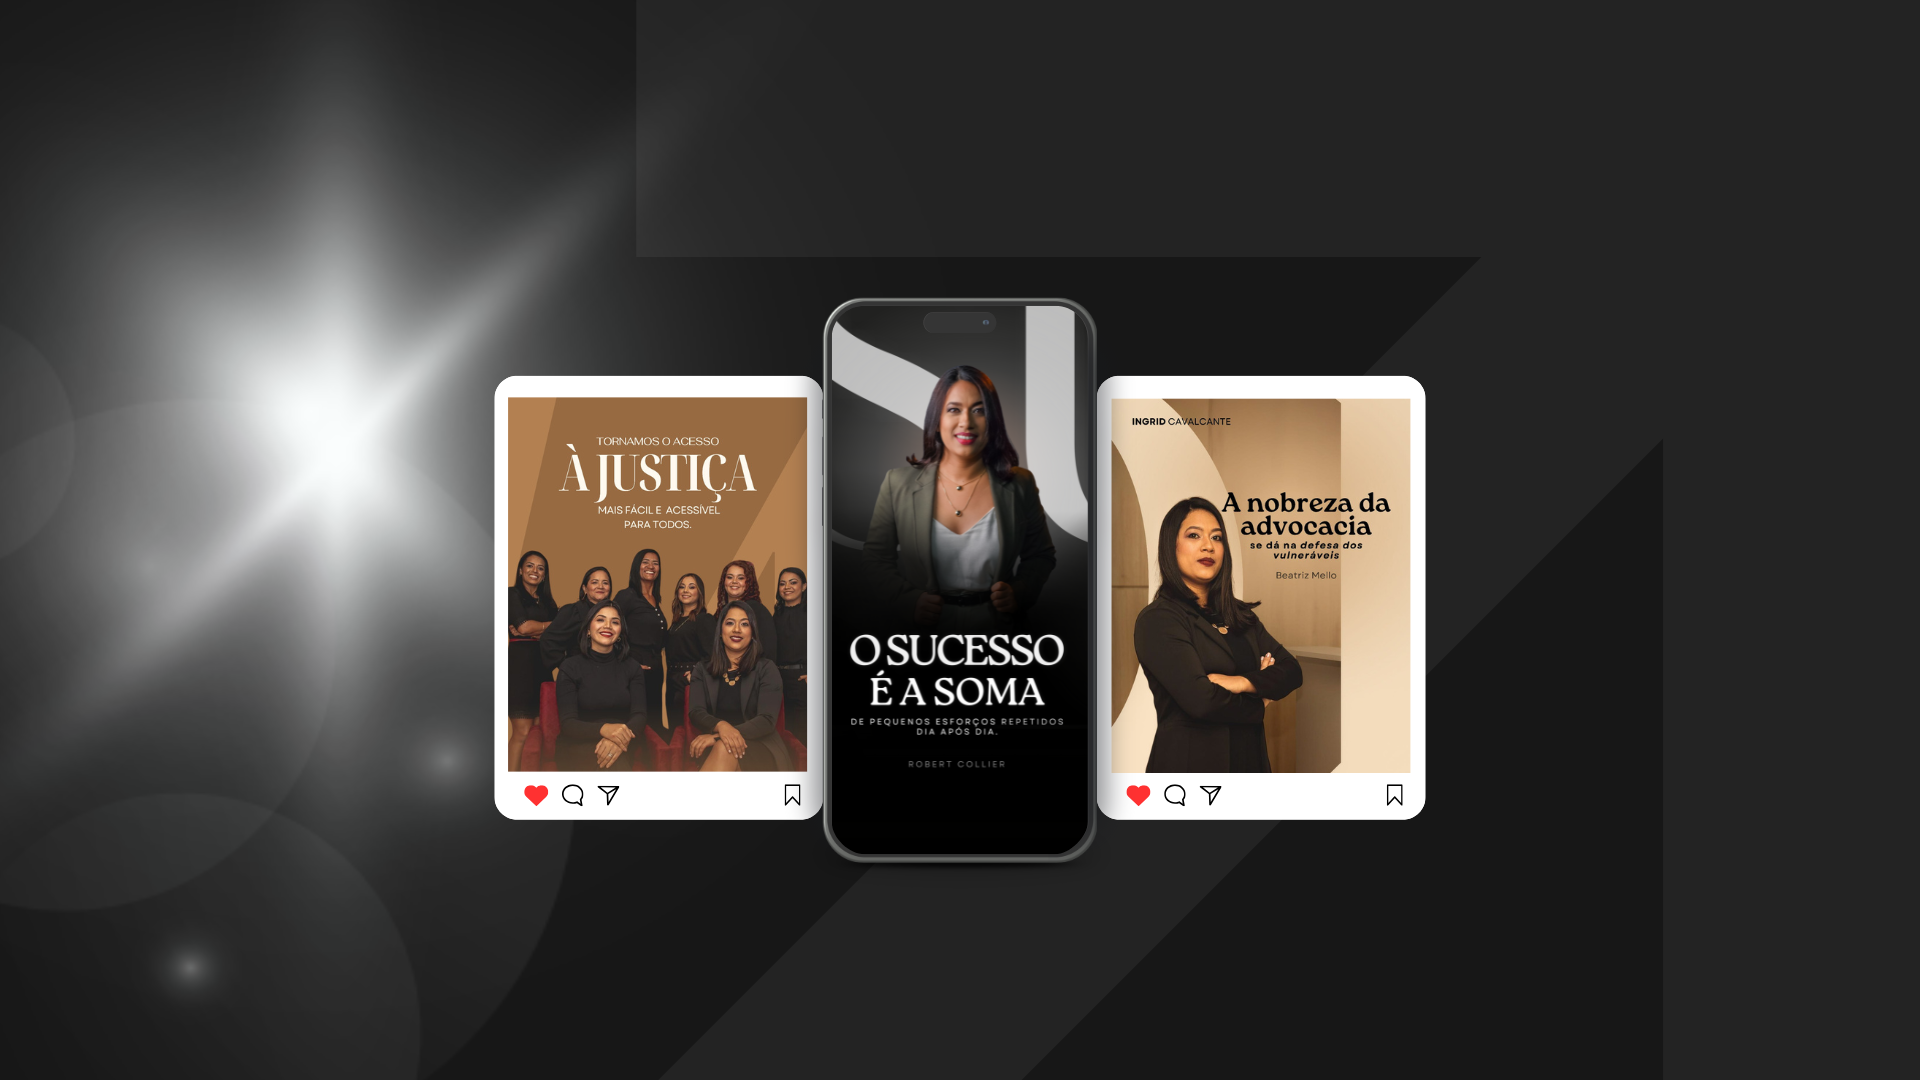 TORNAMOS O ACESSO
À JUSTIÇA
MAIS FÁCIL E ACESSÍVEL
PARA TODOS.
O SUCESSO
É A SOMA
DE PEQUENOS ESFORÇOS REPETIDOS
DIA APÓS DIA.
ROBERT COLLIER
INGRID CAVALCANTE
A nobreza da
advocacia
se dá na defesa dos
vulneráveis
Beatriz Mello